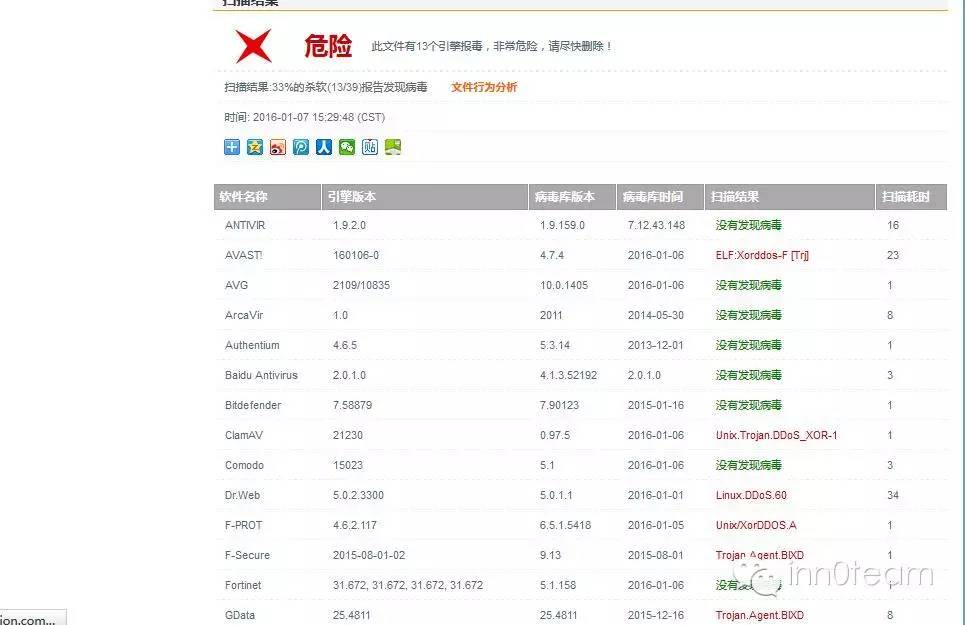 扫描结果
危险 此文件有13个引擎报毒，非常危险，请尽快删除！
扫描结果:33%的杀软(13/39)报告发现病毒 文件行为分析
时间: 2016-01-07 15:29:48 (CST)
软件名称 引擎版本 病毒库版本 病毒库时间 扫描结果 扫描耗时
ANTIVIR 1.9.2.0 1.9.159.0 7.12.43.148 没有发现病毒 16
AVAST! 160106-0 4.7.4 2016-01-06 ELF:Xorddos-F [Trj] 23
AVG 2109/10835 10.0.1405 2016-01-06 没有发现病毒 1
ArcaVir 1.0 2011 2014-05-30 没有发现病毒 8
Authentium 4.6.5 5.3.14 2013-12-01 没有发现病毒 1
Baidu Antivirus 2.0.1.0 4.1.3.52192 2.0.1.0 没有发现病毒 3
Bitdefender 7.58879 7.90123 2015-01-16 没有发现病毒 1
ClamAV 21230 0.97.5 2016-01-06 Unix.Trojan.DDoS_XOR-1 1
Comodo 15023 5.1 2016-01-06 没有发现病毒 3
Dr.Web 5.0.2.3300 5.0.1.1 2016-01-01 Linux.DDoS.60 34
F-PROT 4.6.2.117 6.5.1.5418 2016-01-05 Unix/XorDDOS.A 1
F-Secure 2015-08-01-02 9.13 2015-08-01 Trojan.Agent.BIXD 1
Fortinet 31.672, 31.672, 31.672, 31.672 5.1.158 2016-01-06 没有发现病毒 1
inn0team
GData 25.4811 25.4811 2015-12-16 Trojan.Agent.BIXD 8
ion.com...